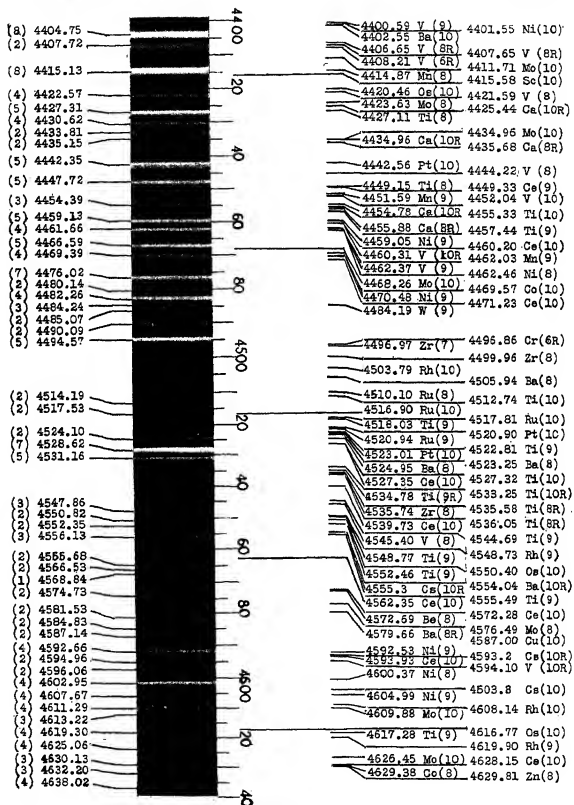 (8) 4404.75
(2) 4407.72
(8) 4415.13
(4) 4422.57
(5) 4427.31
(4) 4430.62
(2) 4433.81
(2) 4435.15
(5) 4442.35
(5) 4447.72
(3) 4454.39
(5) 4459.13
(4) 4461.66
(5) 4466.59
(4) 4469.39
(7) 4476.02
(2) 4480.14
(4) 4482.26
(3) 4484.24
(2) 4485.07
(2) 4490.09
(5) 4494.57
(2) 4514.19
(2) 4517.53
(2) 4524.10
(7) 4528.62
(5) 4531.16
(3) 4547.86
(2) 4550.82
(2) 4552.35
(3) 4556.13
(2) 4565.68
(2) 4566.53
(1) 4568.84
(2) 4574.73
(2) 4581.53
(2) 4584.83
(2) 4587.14
(4) 4592.66
(2) 4594.96
(2) 4596.06
(4) 4602.95
(4) 4607.67
(4) 4611.29
(3) 4613.22
(4) 4619.30
(4) 4625.06
(3) 4630.13
(3) 4632.20
(4) 4638.02
4400
20
40
60
80
4500
20
40
60
80
4600
20
40
4400.59 V (9)
4402.55 Ba(10)
4406.65 V (8R)
4408.21 V (6R)
4414.87 Mn(8)
4420.46 Os(10)
4423.63 Mo(8)
4427.11 Ti(8)
4434.96 Ca(10R
4442.56 Pt(10)
4449.15 Ti(8)
4451.59 Mn(9)
4454.78 Ca(10R
4455.88 Ca(8R)
4459.05 Ni(9)
4460.31 V (10R
4462.37 V (9)
4468.26 Mo(10)
4470.48 Ni(9)
4484.19 W (9)
4496.97 Zr(7)
4503.79 Rh(10)
4510.10 Ru(8)
4516.90 Ru(10)
4518.03 Ti(9)
4520.94 Ru(9)
4523.01 Pt(10)
4524.95 Ba(8)
4527.35 Ce(10)
4534.78 Ti(9R)
4535.74 Zr(8)
4539.73 Ce(10)
4545.40 V (8)
4548.77 Ti(9)
4552.46 Ti(9)
4555.3 Cs(10R
4562.35 Ce(10)
4572.69 Be(8)
4579.66 Ba(8R)
4592.53 Ni(9)
4593.93 Ce(10)
4600.37 Ni(8)
4604.99 Ni(9)
4609.88 Mo(10)
4617.28 Ti(9)
4626.45 Mo(10)
4629.38 Co(8)
4401.55 Ni(10)
4407.65 V (8R)
4411.71 Mo(10)
4415.58 Sc(10)
4421.59 V (8)
4425.44 Ca(10R)
4434.96 Mo(10)
4435.68 Ca(8R)
4444.22 V (8)
4449.33 Ce(9)
4452.04 V (10)
4455.33 Ti(10)
4457.44 Ti(9)
4460.20 Ce(10)
4462.03 Mn(9)
4462.46 Ni(8)
4469.57 Co(10)
4471.23 Ce(10)
4496.86 Cr(6R)
4499.96 Zr(8)
4505.94 Ba(8)
4512.74 Ti(10)
4517.81 Ru(10)
4520.90 Pt(10)
4522.81 Ti(9)
4523.25 Ba(8)
4527.32 Ti(10)
4533.25 Ti(10R)
4535.58 Ti(8R)
4536.05 Ti(8R)
4544.69 Ti(9)
4548.73 Rh(9)
4550.40 Os(10)
4554.04 Ba(10R)
4555.49 Ti(9)
4572.28 Ce(10)
4576.49 Mo(8)
4587.00 Cu(10)
4593.2 Cs(10R)
4594.10 V (10R)
4503.8 Cs(10)
4608.14 Rh(10)
4616.77 Os(10)
4619.90 Rh(9)
4628.15 Ce(10)
4629.81 Zn(8)